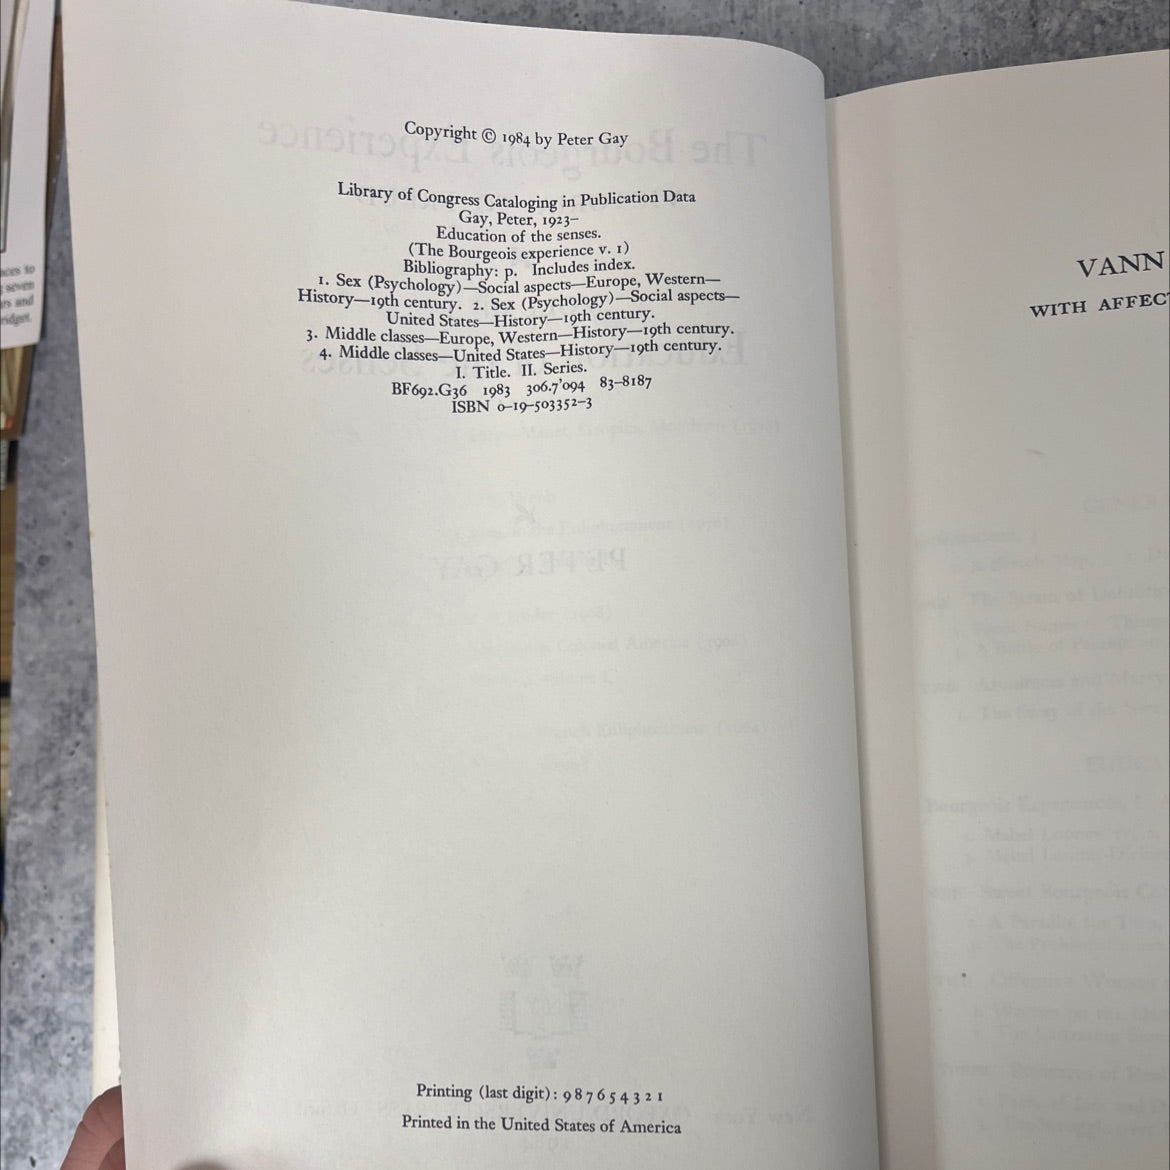 Copyright © 1984 by Peter Gay
Library of Congress Cataloging in Publication Data
Gay, Peter, 1923–
Education of the senses.
(The Bourgeois experience v. 1)
Bibliography: p. Includes index.
1. Sex (Psychology)—Social aspects—Europe, Western—
History—19th century. 2. Sex (Psychology)—Social aspects—
United States—History—19th century.
3. Middle classes—Europe, Western—History—19th century.
4. Middle classes—United States—History—19th century.
I. Title. II. Series.
BF692.G36 1983 306.7'094 83–8187
ISBN 0–19–503352–3
Printing (last digit): 9 8 7 6 5 4 3 2 1
Printed in the United States of America
VANN
WITH AFFEC
to
seven
and